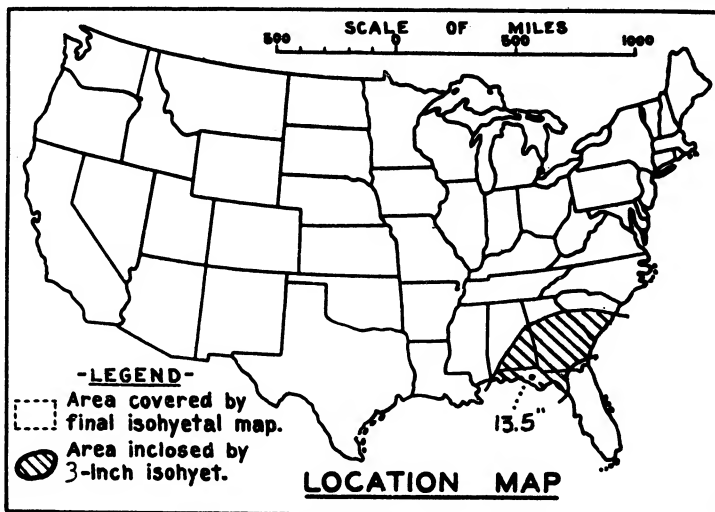 SCALE OF MILES
500 0 500 1000
-LEGEND-
Area covered by
final isohyetal map.
Area inclosed by
3-inch isohyet.
13.5"
LOCATION MAP